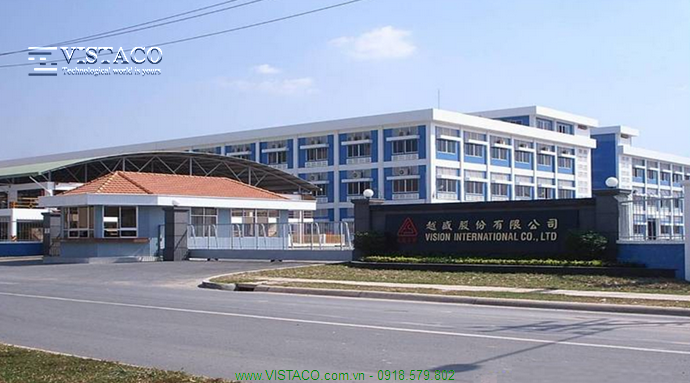 VISTACO
Technological world is yours
越盛股份有限公司
VISION INTERNATIONAL CO., LTD
www.VISTACO.com.vn - 0918.579.802